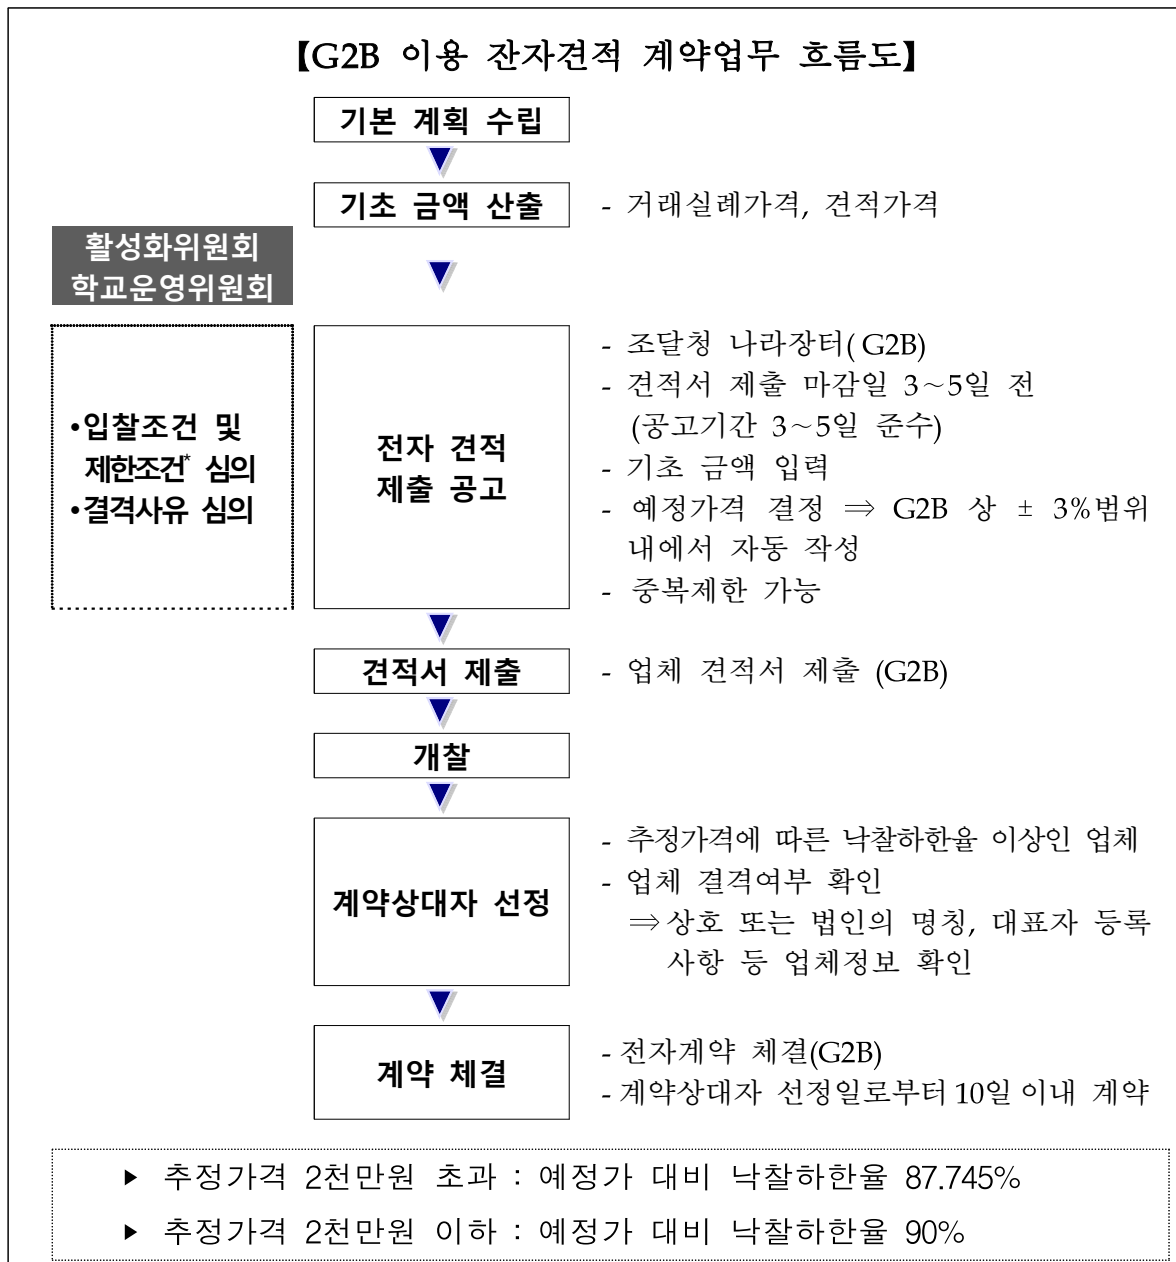 【G2B 이용 잔자견적 계약업무 흐름도】
기본 계획 수립
▼
기초 금액 산출
- 거래실례가격, 견적가격
활성화위원회
학교운영위원회
▼
•입찰조건 및
제한조건* 심의
•결격사유 심의
전자 견적
제출 공고
- 조달청 나라장터( G2B)
- 견적서 제출 마감일 3~5일 전
(공고기간 3~5일 준수)
- 기초 금액 입력
- 예정가격 결정 ⇒ G2B 상 ± 3%범위
내에서 자동 작성
- 중복제한 가능
▼
견적서 제출
- 업체 견적서 제출 (G2B)
▼
개찰
▼
계약상대자 선정
- 추정가격에 따른 낙찰하한율 이상인 업체
- 업체 결격여부 확인
⇒ 상호 또는 법인의 명칭, 대표자 등록
사항 등 업체정보 확인
▼
계약 체결
- 전자계약 체결(G2B)
- 계약상대자 선정일로부터 10일 이내 계약
▶ 추정가격 2천만원 초과 : 예정가 대비 낙찰하한율 87.745%
▶ 추정가격 2천만원 이하 : 예정가 대비 낙찰하한율 90%